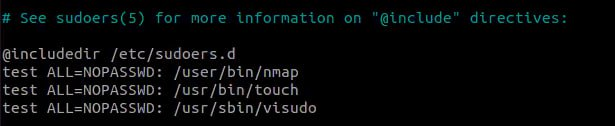 # See sudoers(5) for more information on "@include" directives:
@includedir /etc/sudoers.d
test ALL=NOPASSWD: /user/bin/nmap
test ALL=NOPASSWD: /usr/bin/touch
test ALL=NOPASSWD: /usr/sbin/visudo